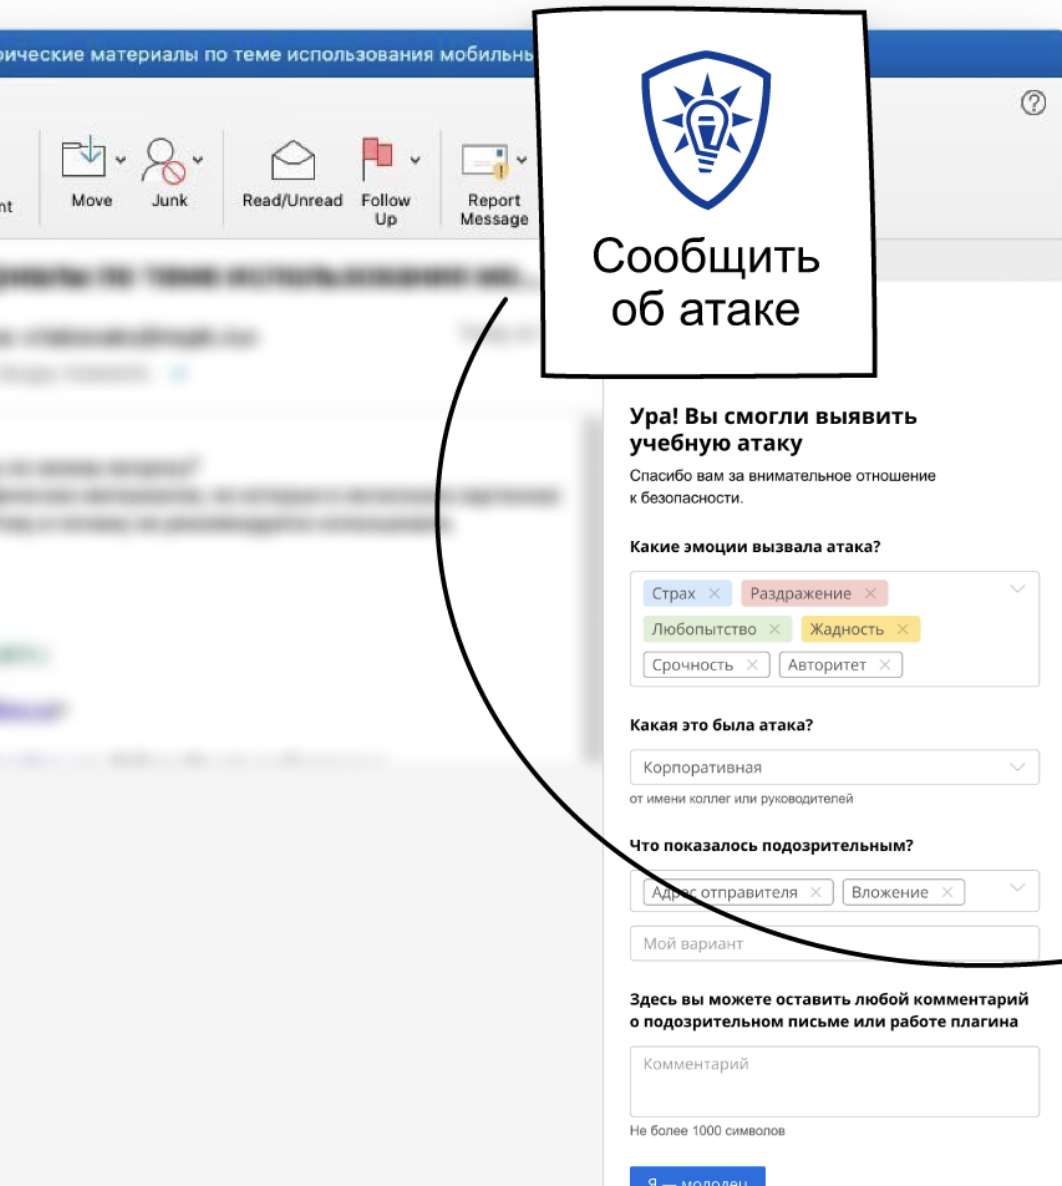 рические материалы по теме использования мобильны
nt
Move
Junk
Read/Unread
Follow
Up
Report
Message
Сообщить
об атаке
Ура! Вы смогли выявить
учебную атаку
Спасибо вам за внимательное отношение
к безопасности.
Какие эмоции вызвала атака?
Страх
Раздражение
Любопытство
Жадность
Срочность
Авторитет
Какая это была атака?
Корпоративная
от имени коллег или руководителей
Что показалось подозрительным?
Адрес отправителя
Вложение
Мой вариант
Здесь вы можете оставить любой комментарий
о подозрительном письме или работе плагина
Комментарий
Не более 1000 символов
Я — молодец